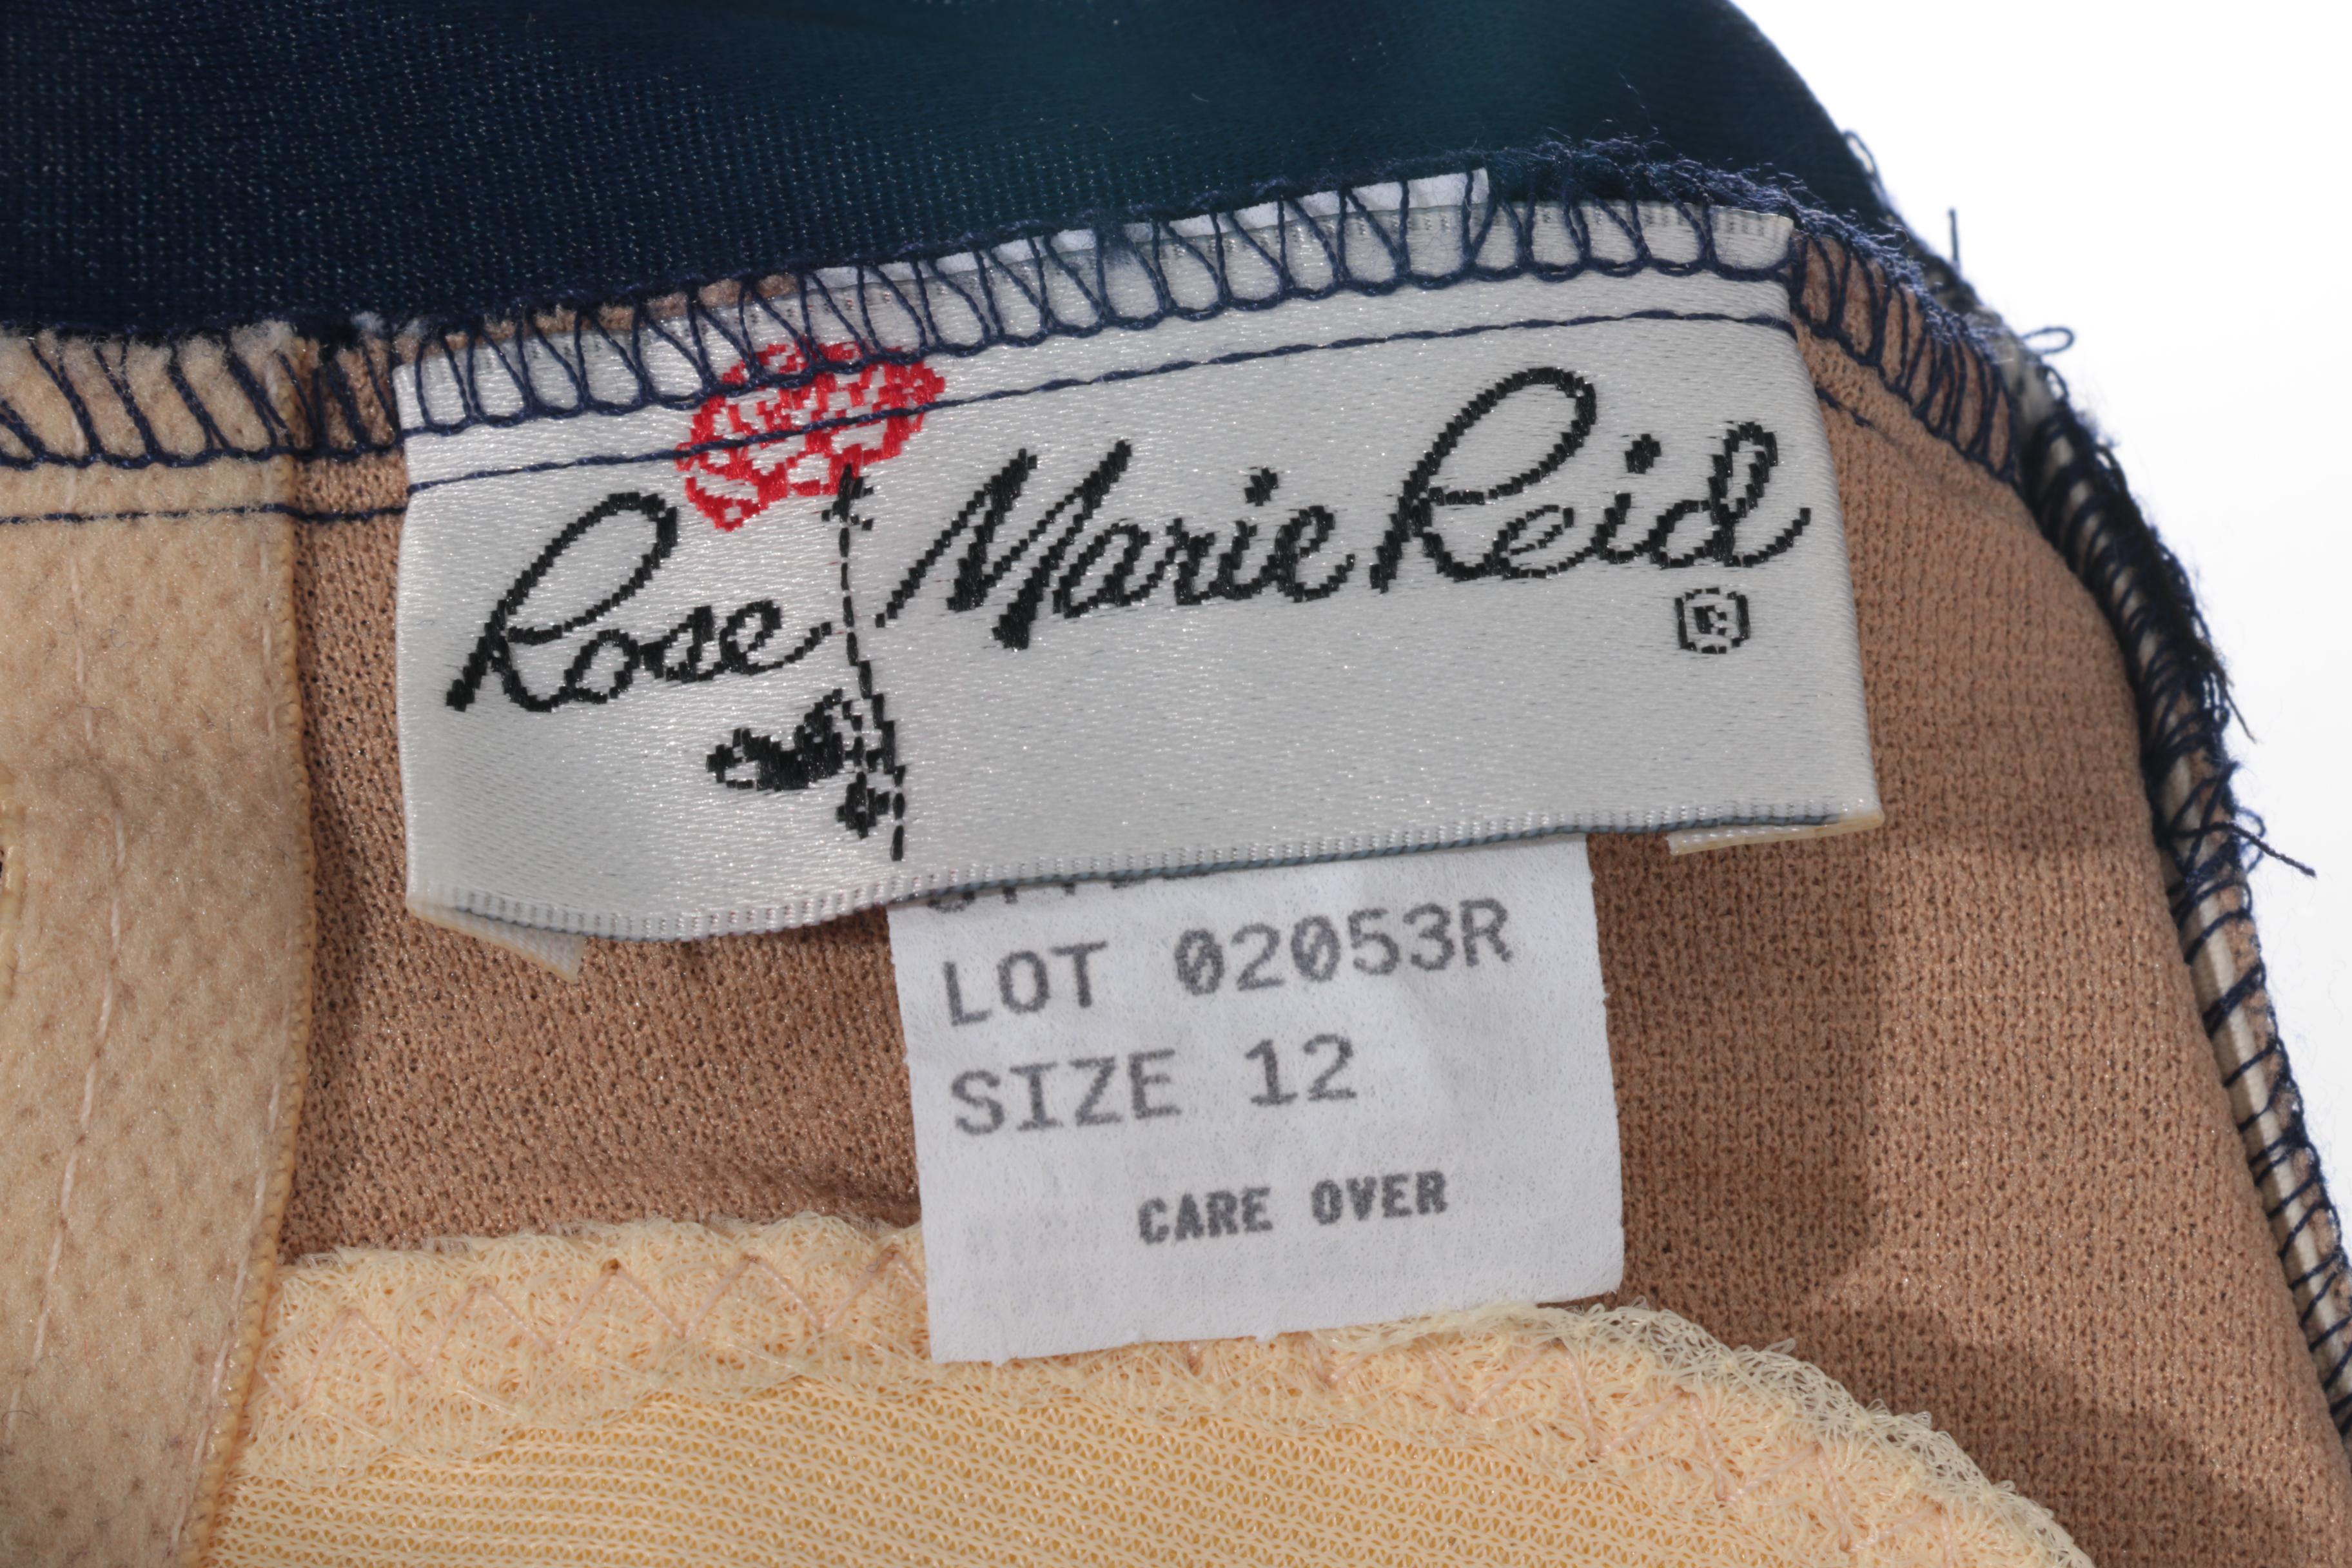 Rose Marie Reid ®
LOT 02053R
SIZE 12
CARE OVER